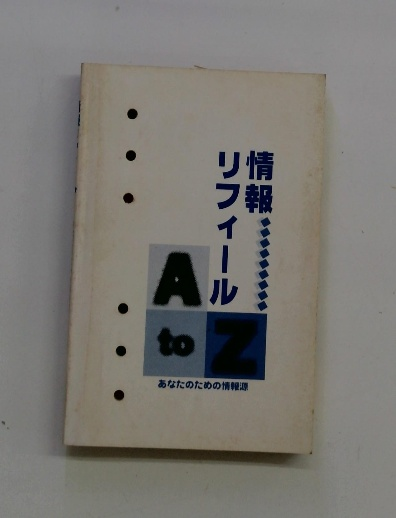 情報
リフィール
A
to Z
あなたのための情報源